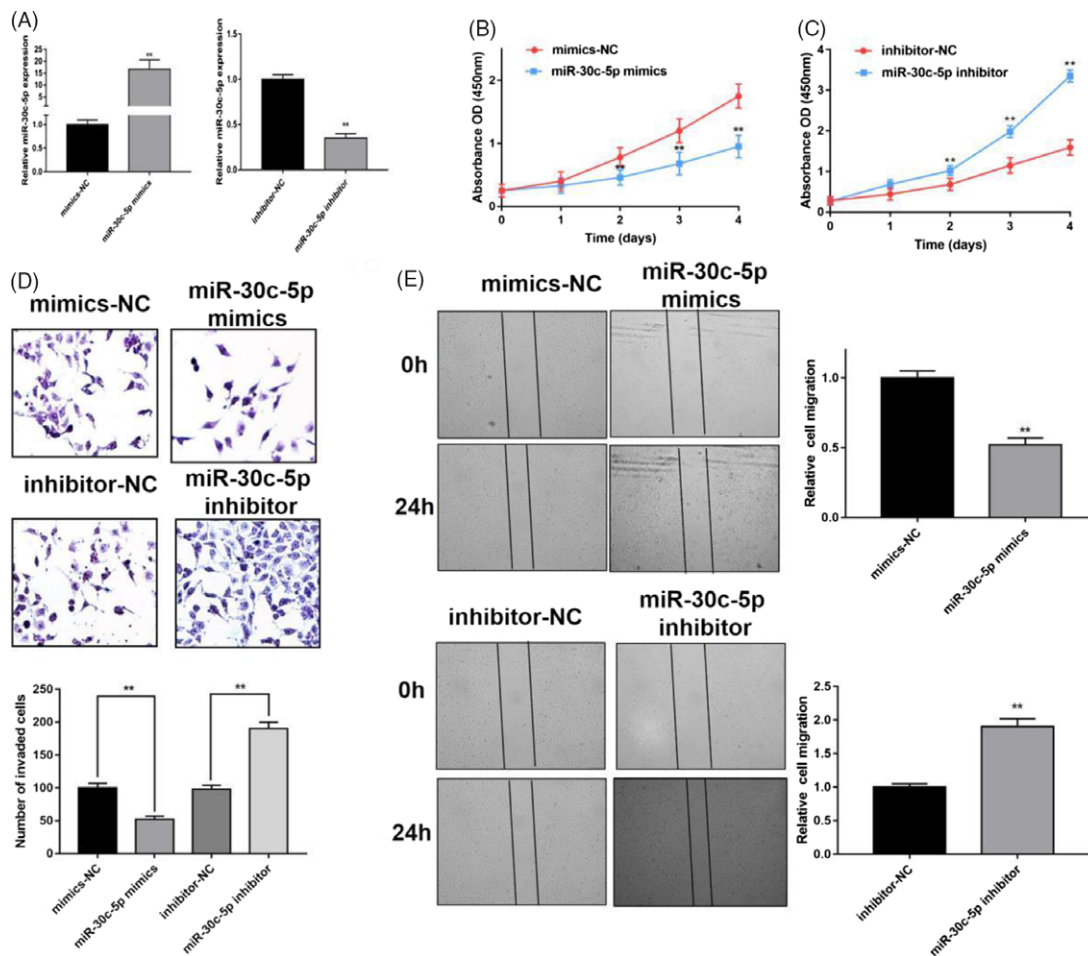 (A)
Relative miR-30c-5p expression
25
20
15
10
5
1.0
0.5
0.0
**
mimics-NC
miR-30c-5p mimics
Relative miR-30c-5p expression
1.5
1.0
0.5
0.0
**
inhibitor-NC
miR-30c-5p inhibitor
(B)
mimics-NC
miR-30c-5p mimics
Absorbance OD (450nm)
2
1
0
** ** **
0 1 2 3 4
Time (days)
(C)
inhibitor-NC
miR-30c-5p inhibitor
Absorbance OD (450nm)
4
3
2
1
0
** ** **
0 1 2 3 4
Time (days)
(D)
mimics-NC
miR-30c-5p
mimics
inhibitor-NC
miR-30c-5p
inhibitor
Number of invaded cells
250
200
150
100
50
0
** **
mimics-NC
miR-30c-5p mimics
inhibitor-NC
miR-30c-5p inhibitor
(E)
mimics-NC
miR-30c-5p
mimics
0h
24h
Relative cell migration
1.5
1.0
0.5
0.0
**
mimics-NC
miR-30c-5p mimics
inhibitor-NC
miR-30c-5p
inhibitor
0h
24h
Relative cell migration
2.5
2.0
1.5
1.0
0.5
0.0
**
inhibitor-NC
miR-30c-5p inhibitor